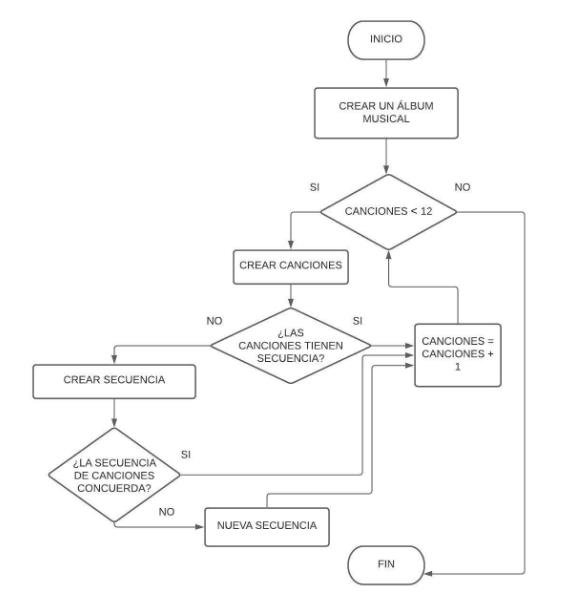 INICIO
CREAR UN ÁLBUM
MUSICAL
SI
NO
CANCIONES < 12
CREAR CANCIONES
NO
SI
¿LAS
CANCIONES TIENEN
SECUENCIA?
CANCIONES =
CANCIONES +
1
CREAR SECUENCIA
¿LA SECUENCIA
DE CANCIONES
CONCUERDA?
SI
NO
NUEVA SECUENCIA
FIN